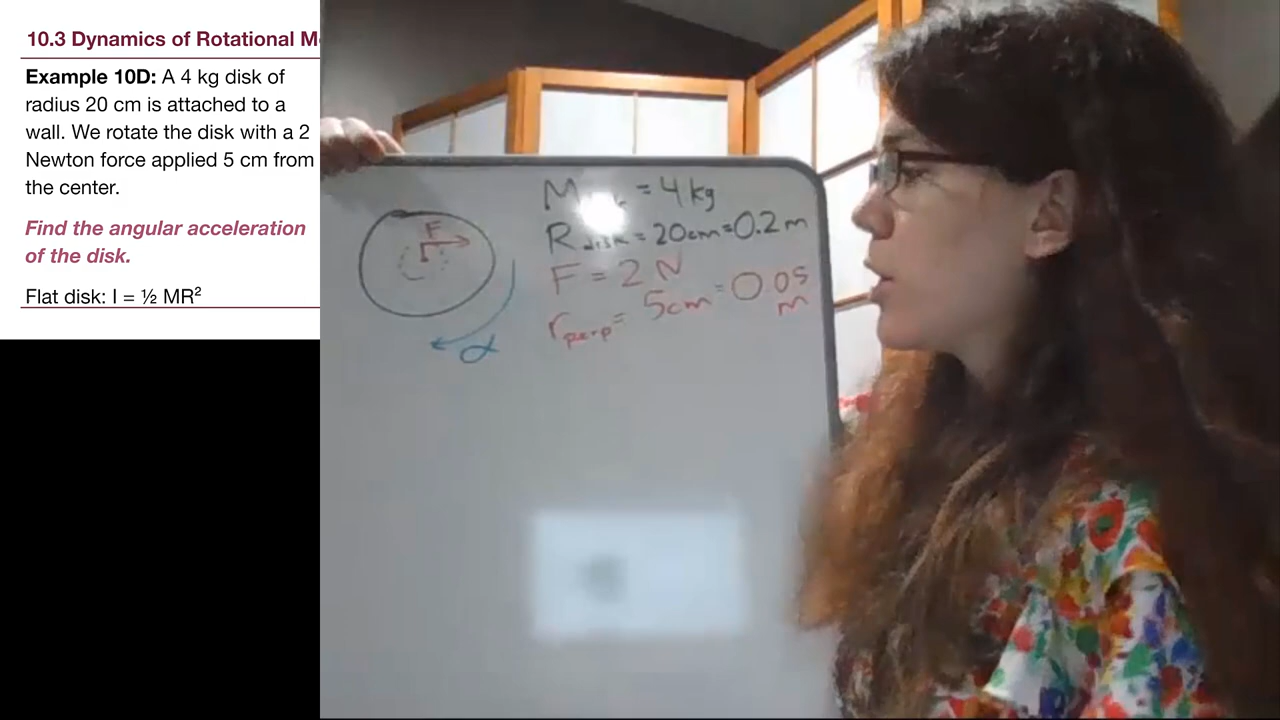 10.3 Dynamics of Rotational M
Example 10D: A 4 kg disk of
radius 20 cm is attached to a
wall. We rotate the disk with a 2
Newton force applied 5 cm from
the center.
Find the angular acceleration
of the disk.
Flat disk: I = ½ MR²
F
r
α
M = 4 kg
R disk = 20cm = 0.2 m
F = 2 N
r perp = 5cm = 0.05
m